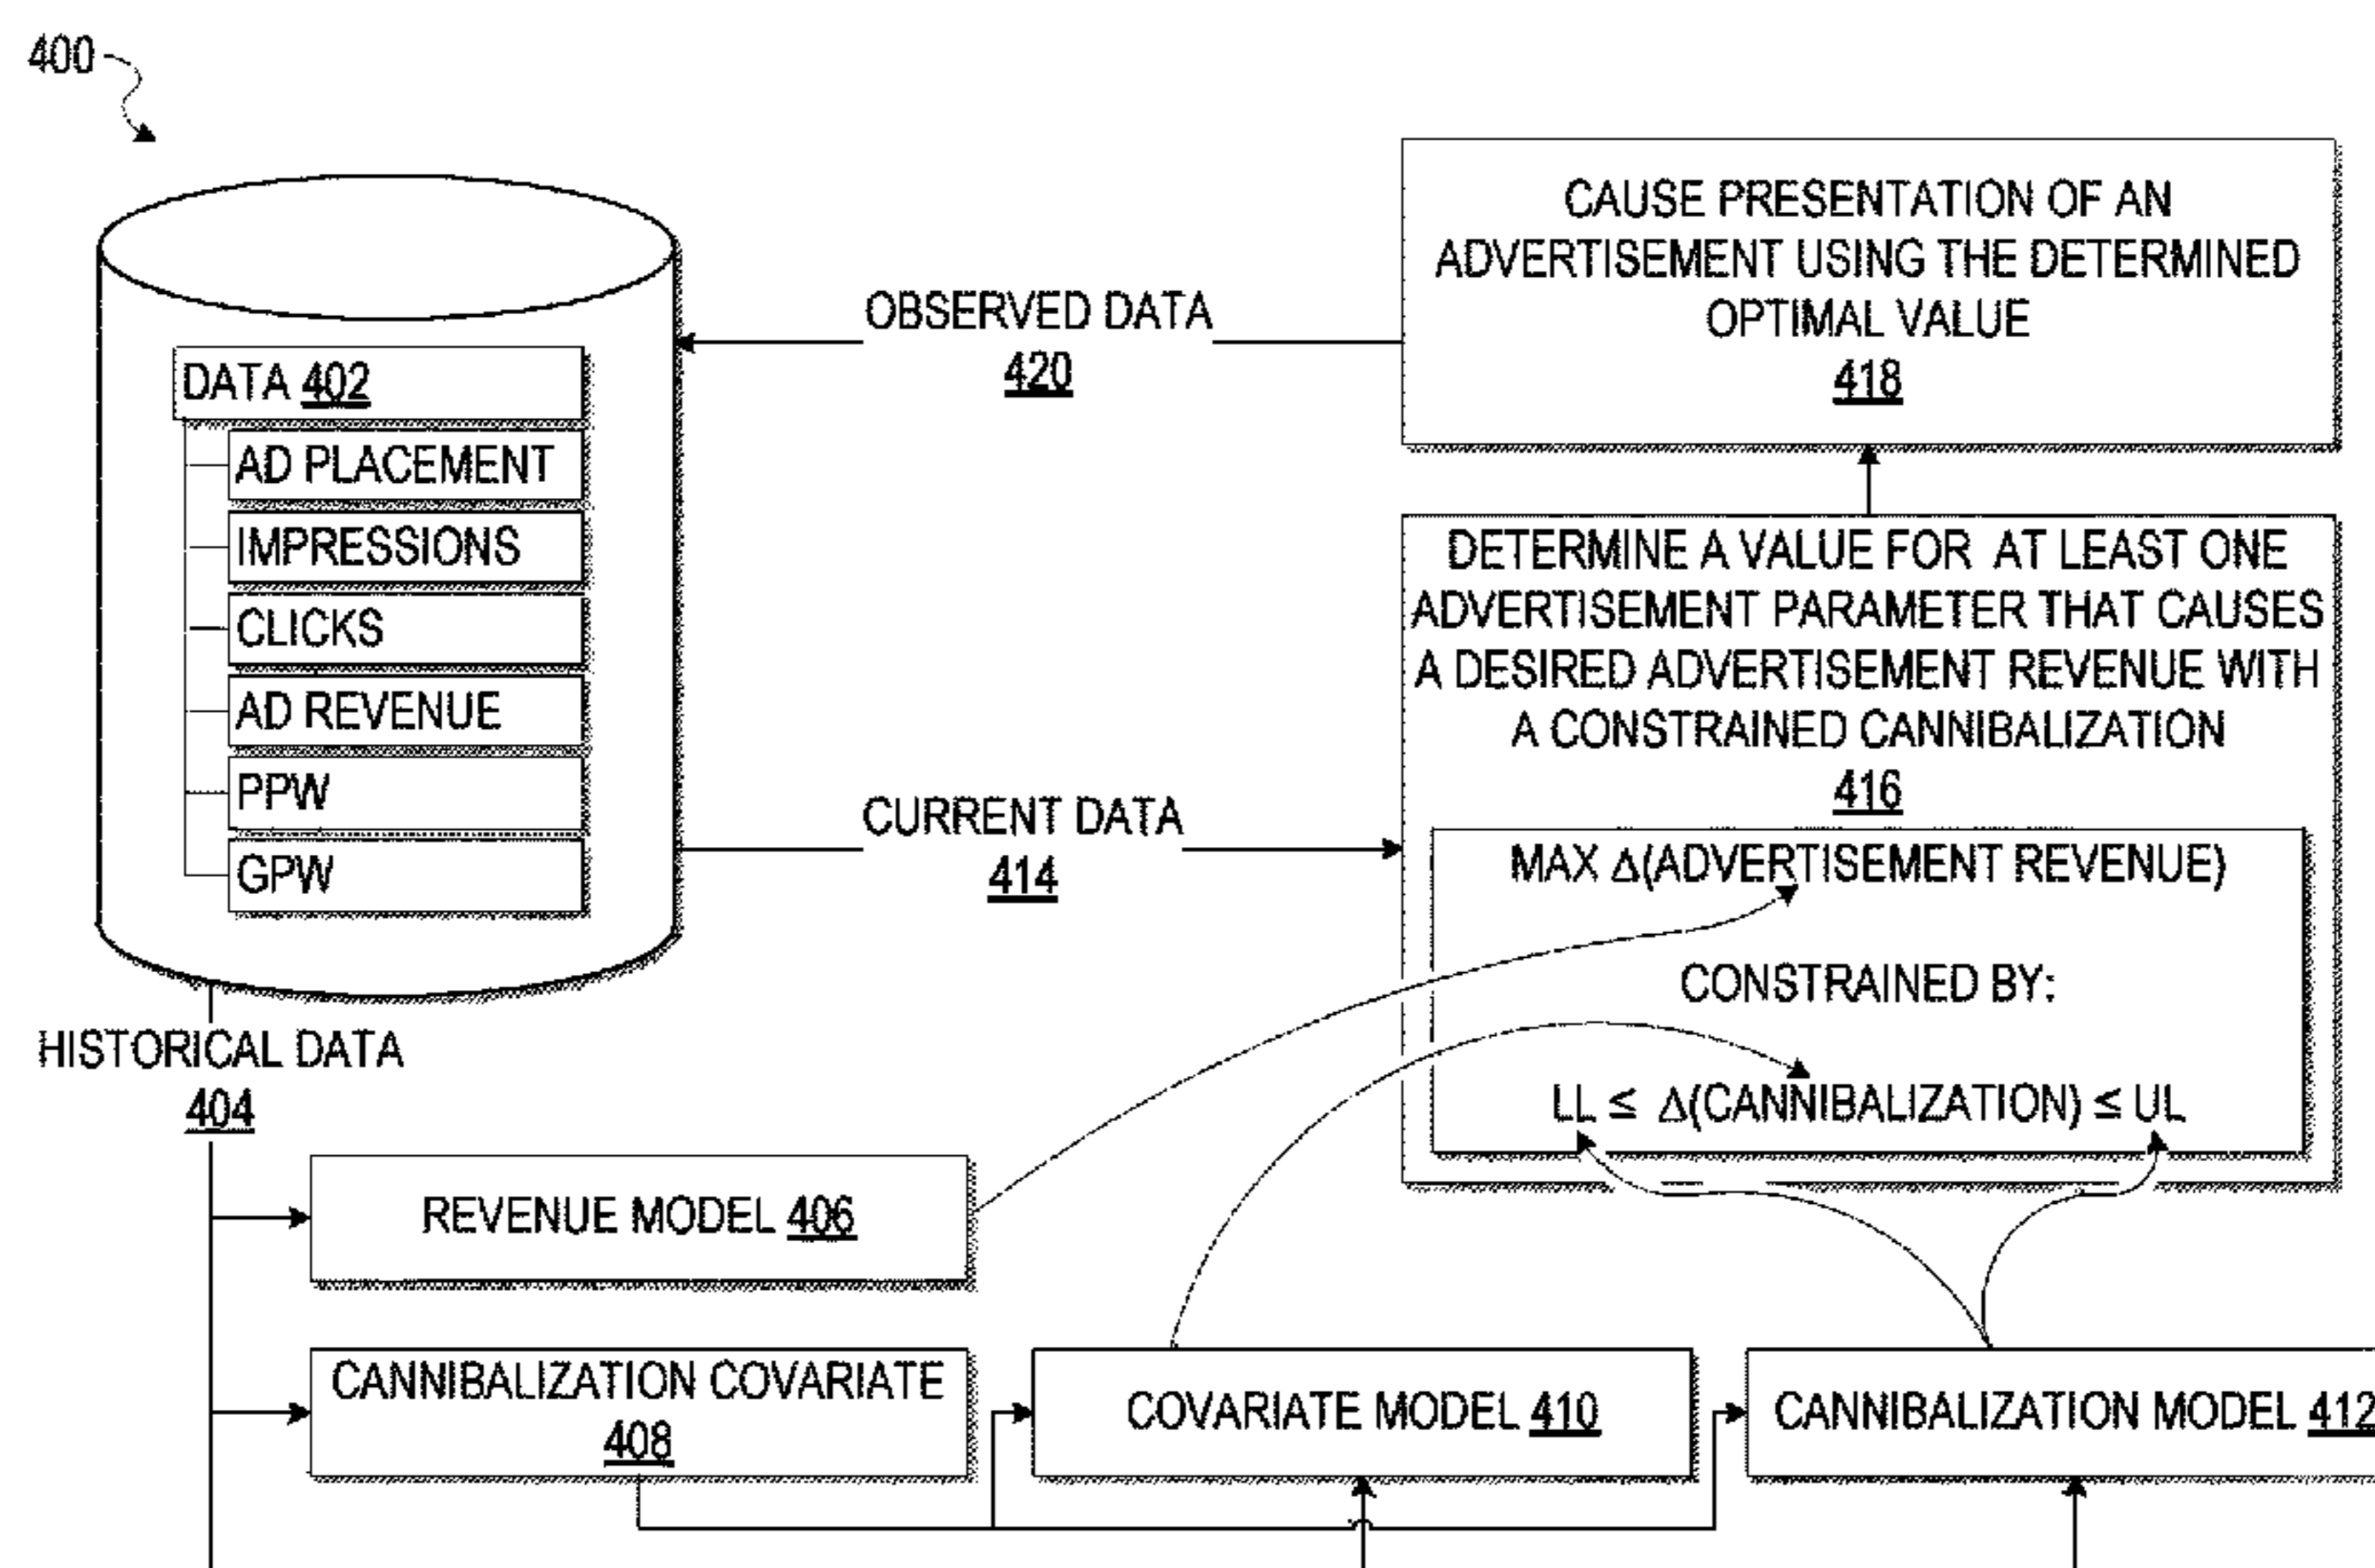 400
DATA 402
AD PLACEMENT
IMPRESSIONS
CLICKS
AD REVENUE
PPW
GPW
OBSERVED DATA
420
CAUSE PRESENTATION OF AN
ADVERTISEMENT USING THE DETERMINED
OPTIMAL VALUE
418
CURRENT DATA
414
DETERMINE A VALUE FOR AT LEAST ONE
ADVERTISEMENT PARAMETER THAT CAUSES
A DESIRED ADVERTISEMENT REVENUE WITH
A CONSTRAINED CANNIBALIZATION
416
MAX Δ(ADVERTISEMENT REVENUE)
CONSTRAINED BY:
LL ≤ Δ(CANNIBALIZATION) ≤ UL
HISTORICAL DATA
404
REVENUE MODEL 406
CANNIBALIZATION COVARIATE
408
COVARIATE MODEL 410
CANNIBALIZATION MODEL 412